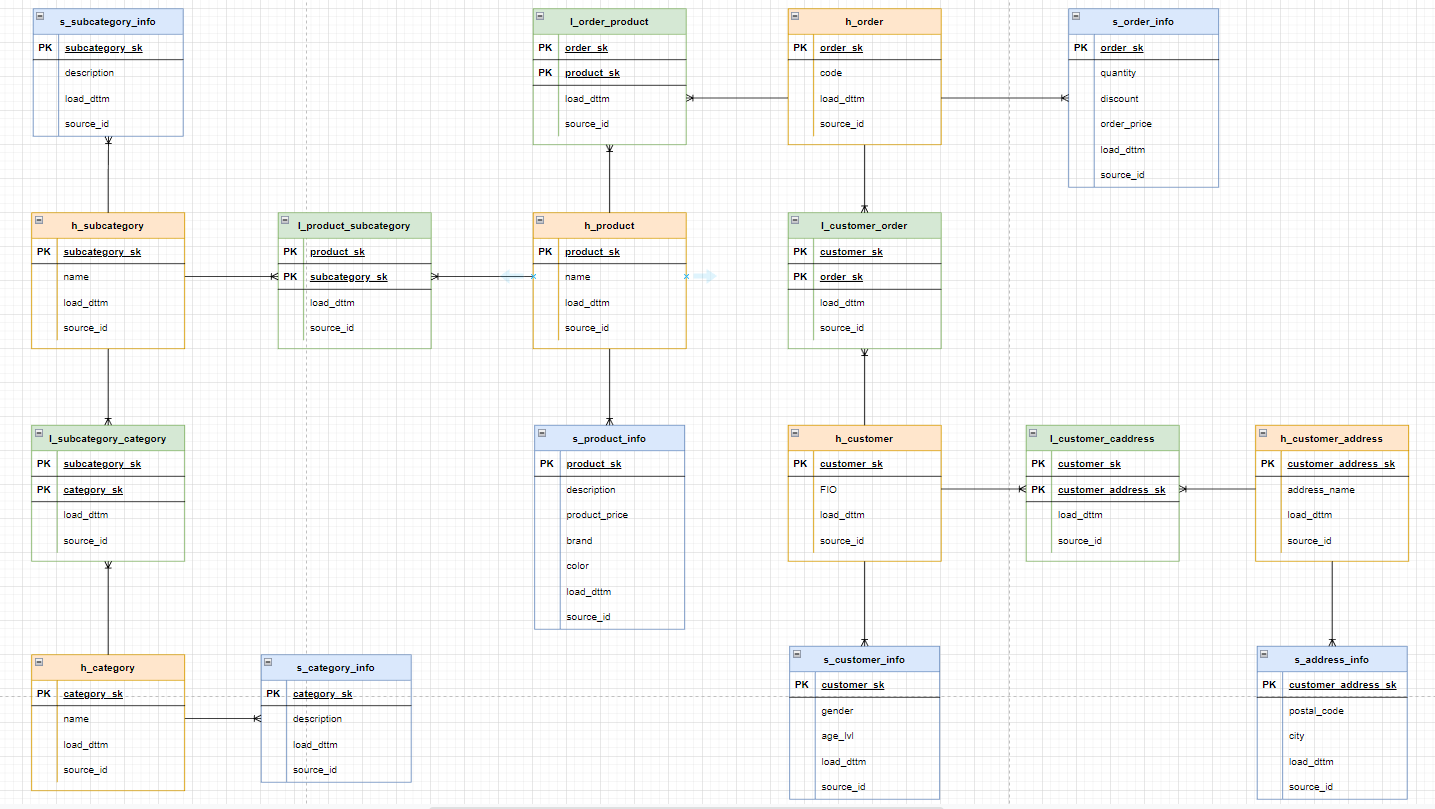 s_subcategory_info
PK subcategory_sk
description
load_dttm
source_id
l_order_product
PK order_sk
PK product_sk
load_dttm
source_id
h_order
PK order_sk
code
load_dttm
source_id
s_order_info
PK order_sk
quantity
discount
order_price
load_dttm
source_id
h_subcategory
PK subcategory_sk
name
load_dttm
source_id
l_product_subcategory
PK product_sk
PK subcategory_sk
load_dttm
source_id
h_product
PK product_sk
name
load_dttm
source_id
l_customer_order
PK customer_sk
PK order_sk
load_dttm
source_id
l_subcategory_category
PK subcategory_sk
PK category_sk
load_dttm
source_id
s_product_info
PK product_sk
description
product_price
brand
color
load_dttm
source_id
h_customer
PK customer_sk
FIO
load_dttm
source_id
l_customer_caddress
PK customer_sk
PK customer_address_sk
load_dttm
source_id
h_customer_address
PK customer_address_sk
address_name
load_dttm
source_id
h_category
PK category_sk
name
load_dttm
source_id
s_category_info
PK category_sk
description
load_dttm
source_id
s_customer_info
PK customer_sk
gender
age_lvl
load_dttm
source_id
s_address_info
PK customer_address_sk
postal_code
city
load_dttm
source_id